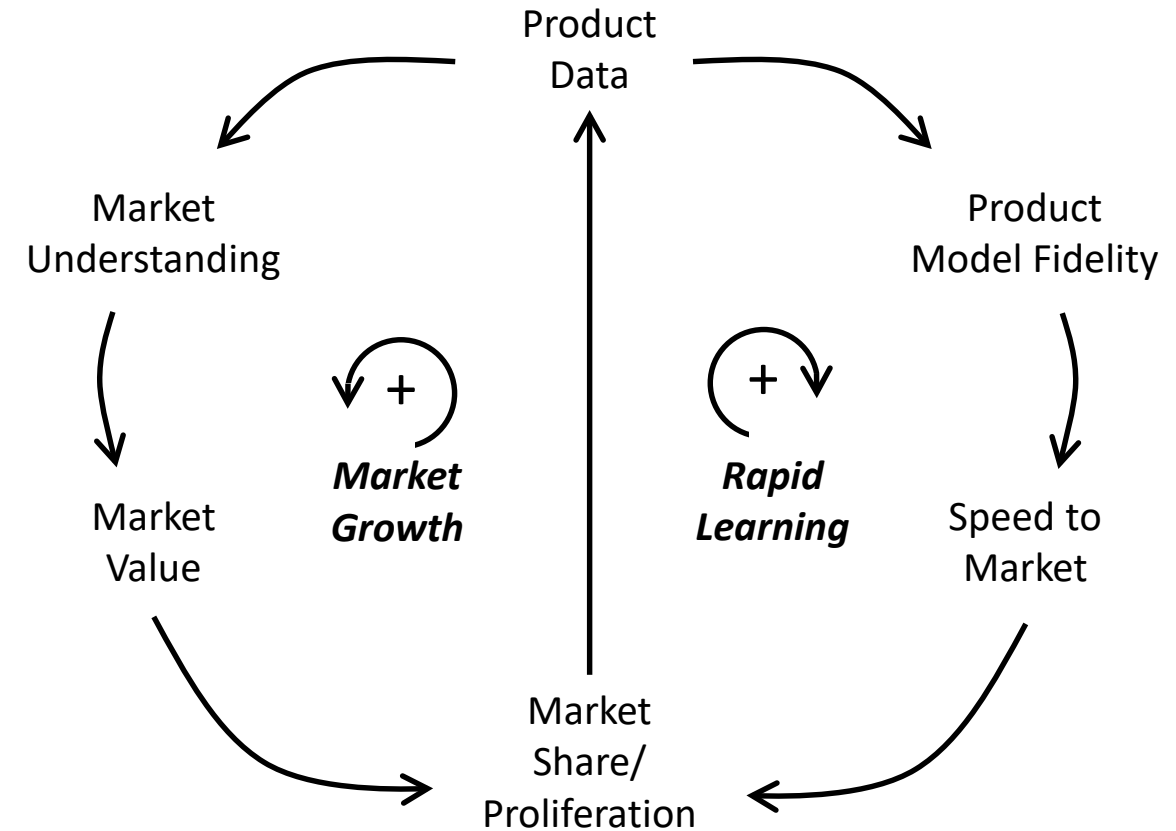 Product
Data
Market
Understanding
Product
Model Fidelity
+
+
Market
Growth
Rapid
Learning
Market
Value
Speed to
Market
Market
Share/
Proliferation